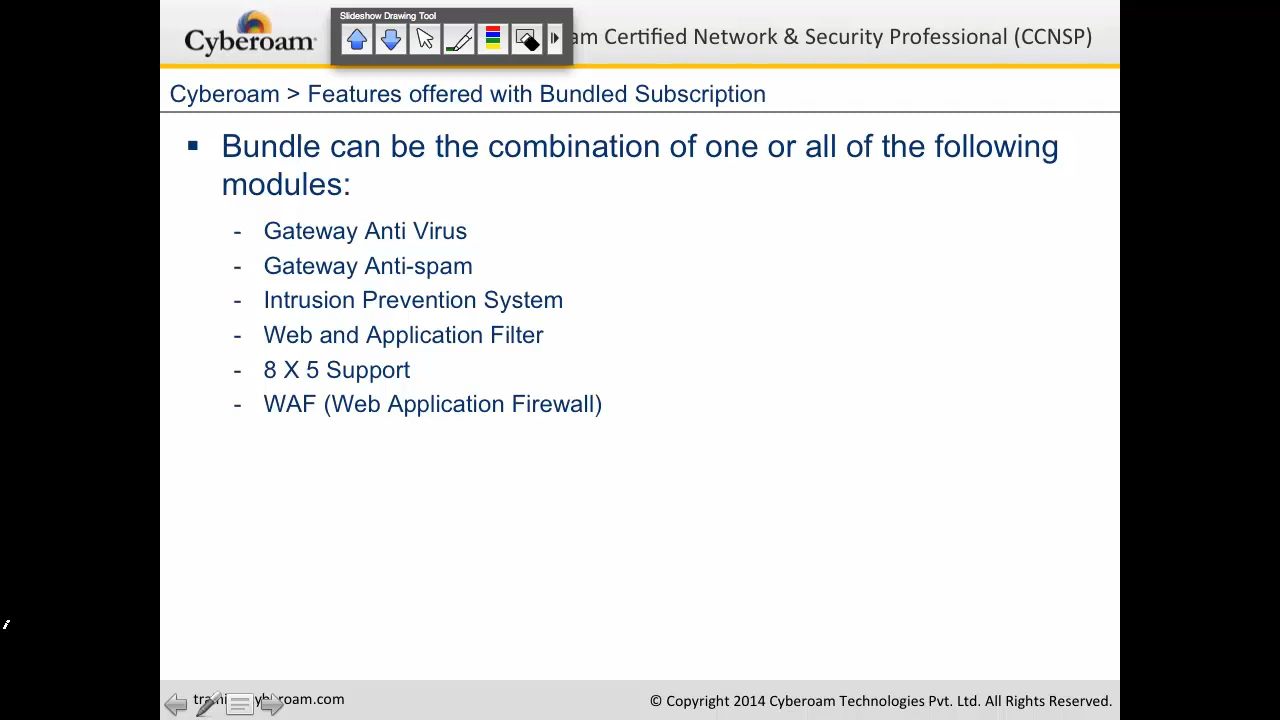 Slideshow Drawing Tool
Cyberoam
am Certified Network & Security Professional (CCNSP)
Cyberoam > Features offered with Bundled Subscription
▪ Bundle can be the combination of one or all of the following
modules:
- Gateway Anti Virus
- Gateway Anti-spam
- Intrusion Prevention System
- Web and Application Filter
- 8 X 5 Support
- WAF (Web Application Firewall)
© Copyright 2014 Cyberoam Technologies Pvt. Ltd. All Rights Reserved.